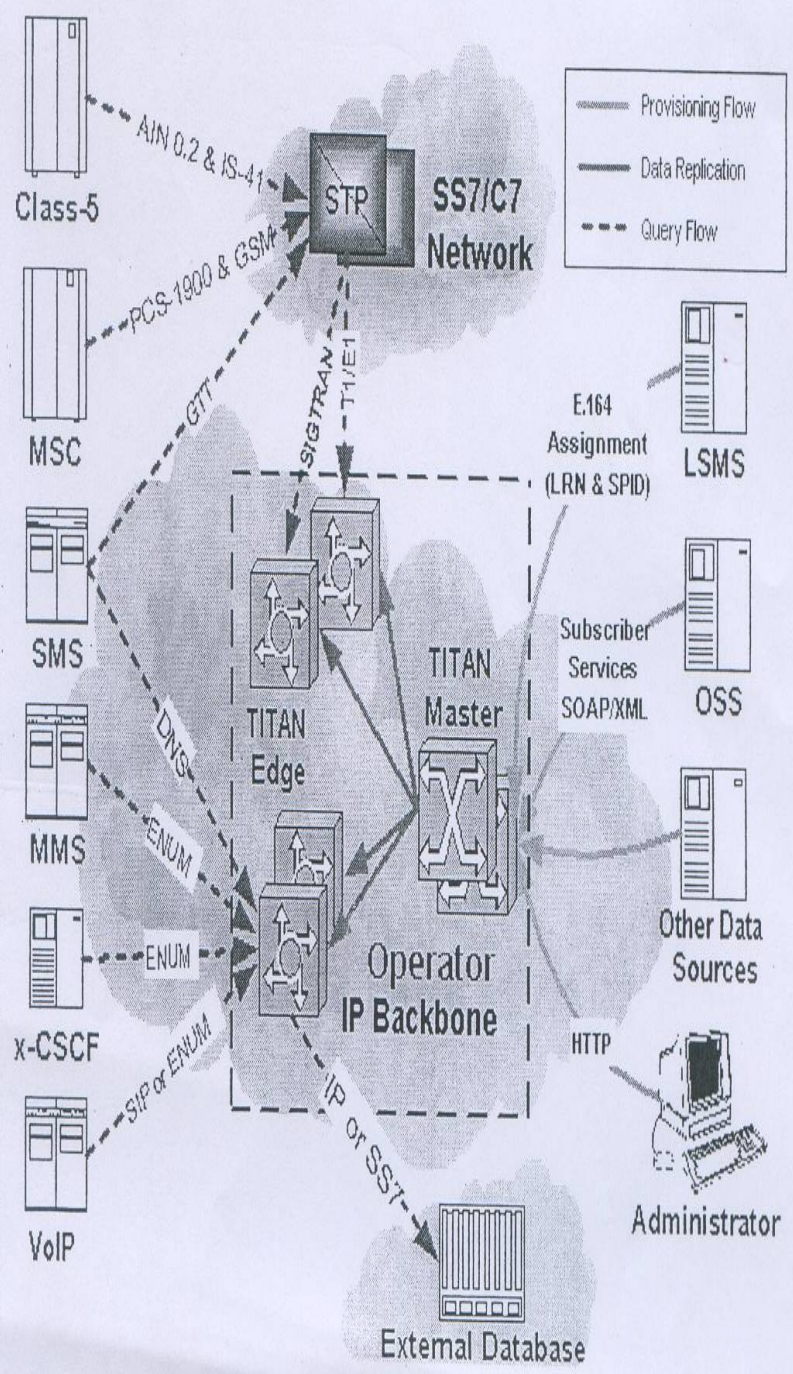 Class-5
AIN 0.2 & IS-41
STP
SS7/C7
Network
Provisioning Flow
Data Replication
Query Flow
MSC
PCS-1900 & GSM
GTT
SIGTRAN
T1/E1
E.164
Assignment
(LRN & SPID)
LSMS
SMS
DNS
TITAN
Edge
TITAN
Master
Subscriber
Services
SOAP/XML
OSS
MMS
ENUM
Other Data
Sources
x-CSCF
ENUM
Operator
IP Backbone
HTTP
VoIP
SIP or ENUM
IP or SS7
Administrator
External Database